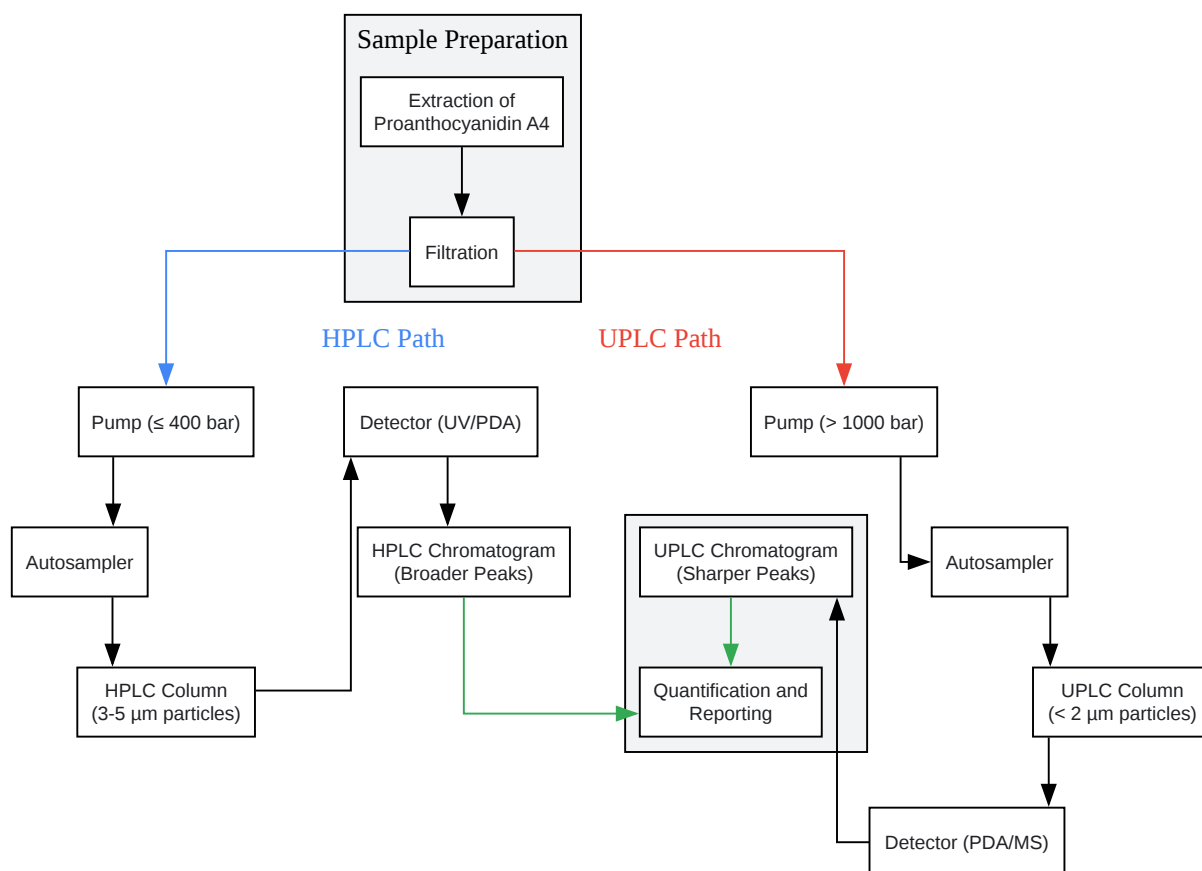 Sample Preparation
Extraction of
Proanthocyanidin A4
Filtration
HPLC Path
UPLC Path
Pump (≤ 400 bar)
Detector (UV/PDA)
Pump (> 1000 bar)
Autosampler
HPLC Chromatogram
(Broader Peaks)
UPLC Chromatogram
(Sharper Peaks)
Autosampler
HPLC Column
(3-5 µm particles)
Quantification and
Reporting
UPLC Column
(< 2 µm particles)
Detector (PDA/MS)